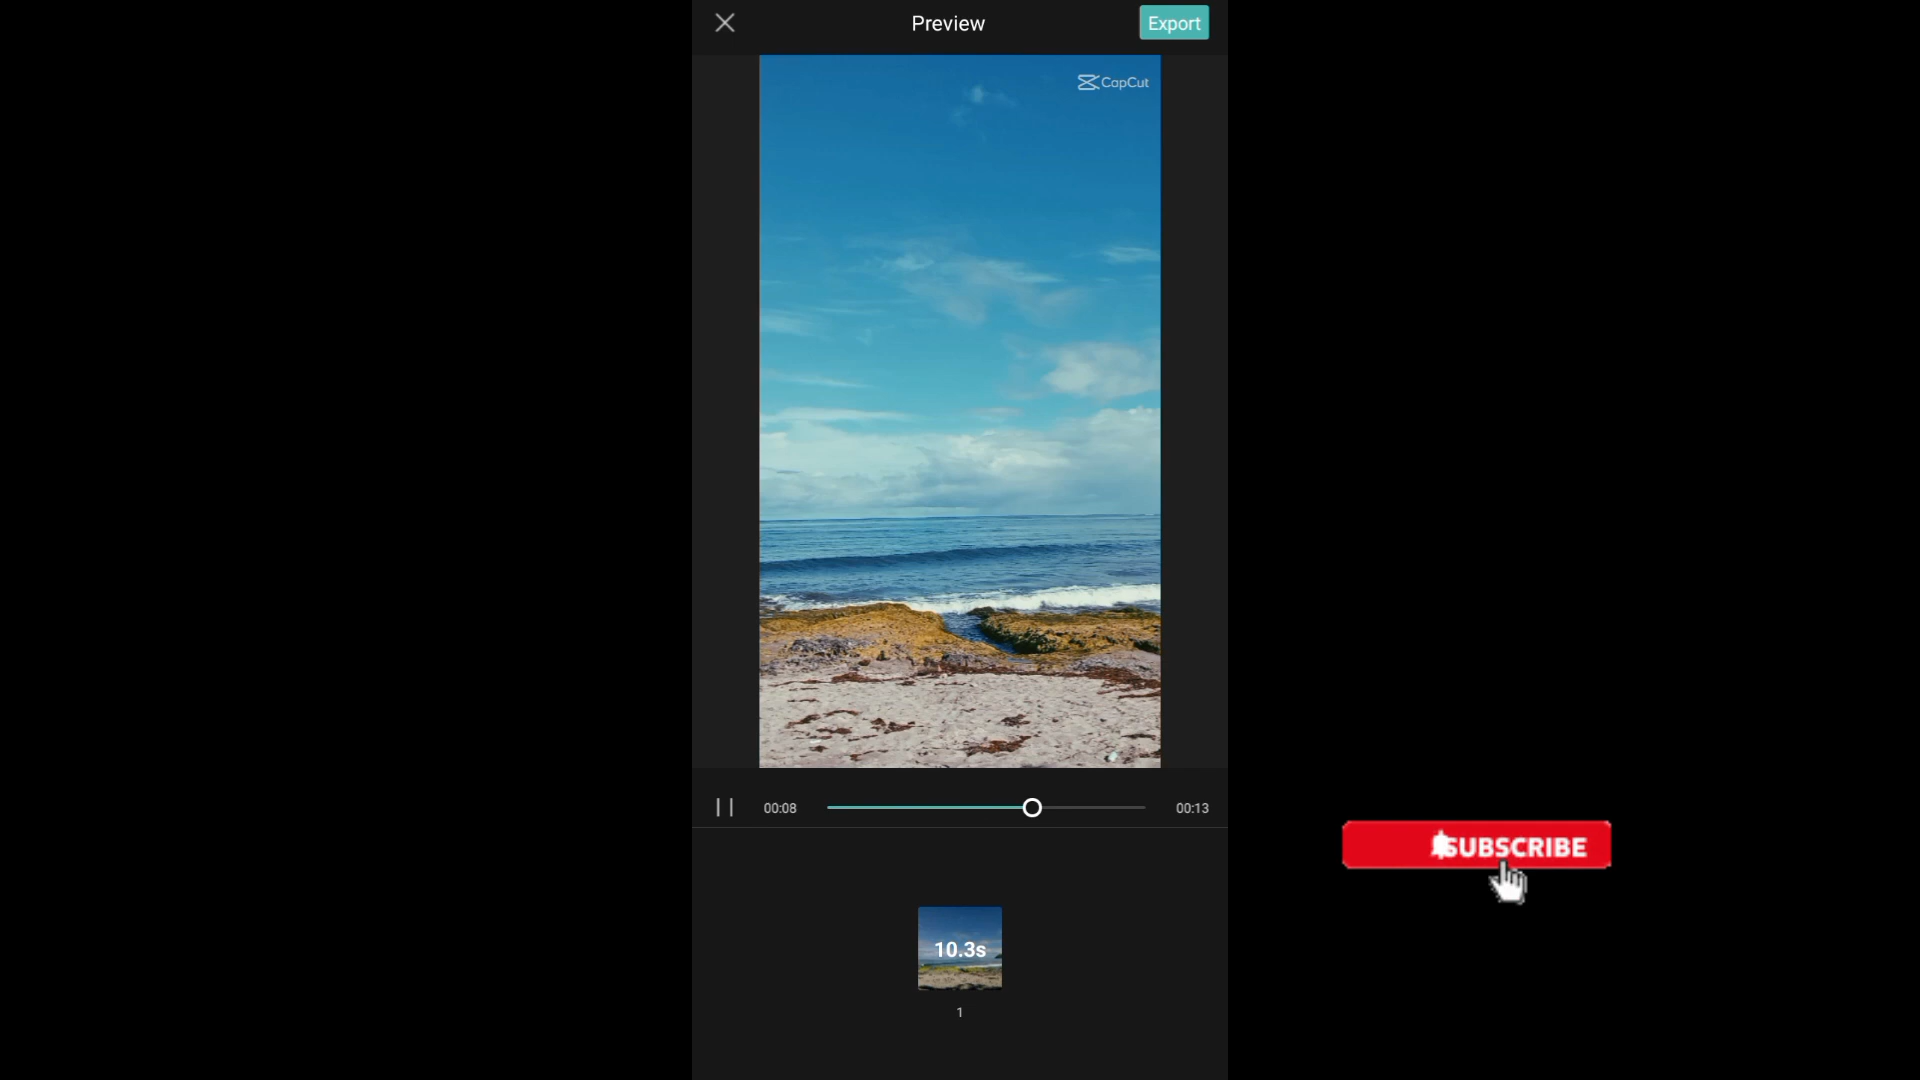 Preview
Export
CapCut
00:08
00:13
SUBSCRIBE
10.3s
1